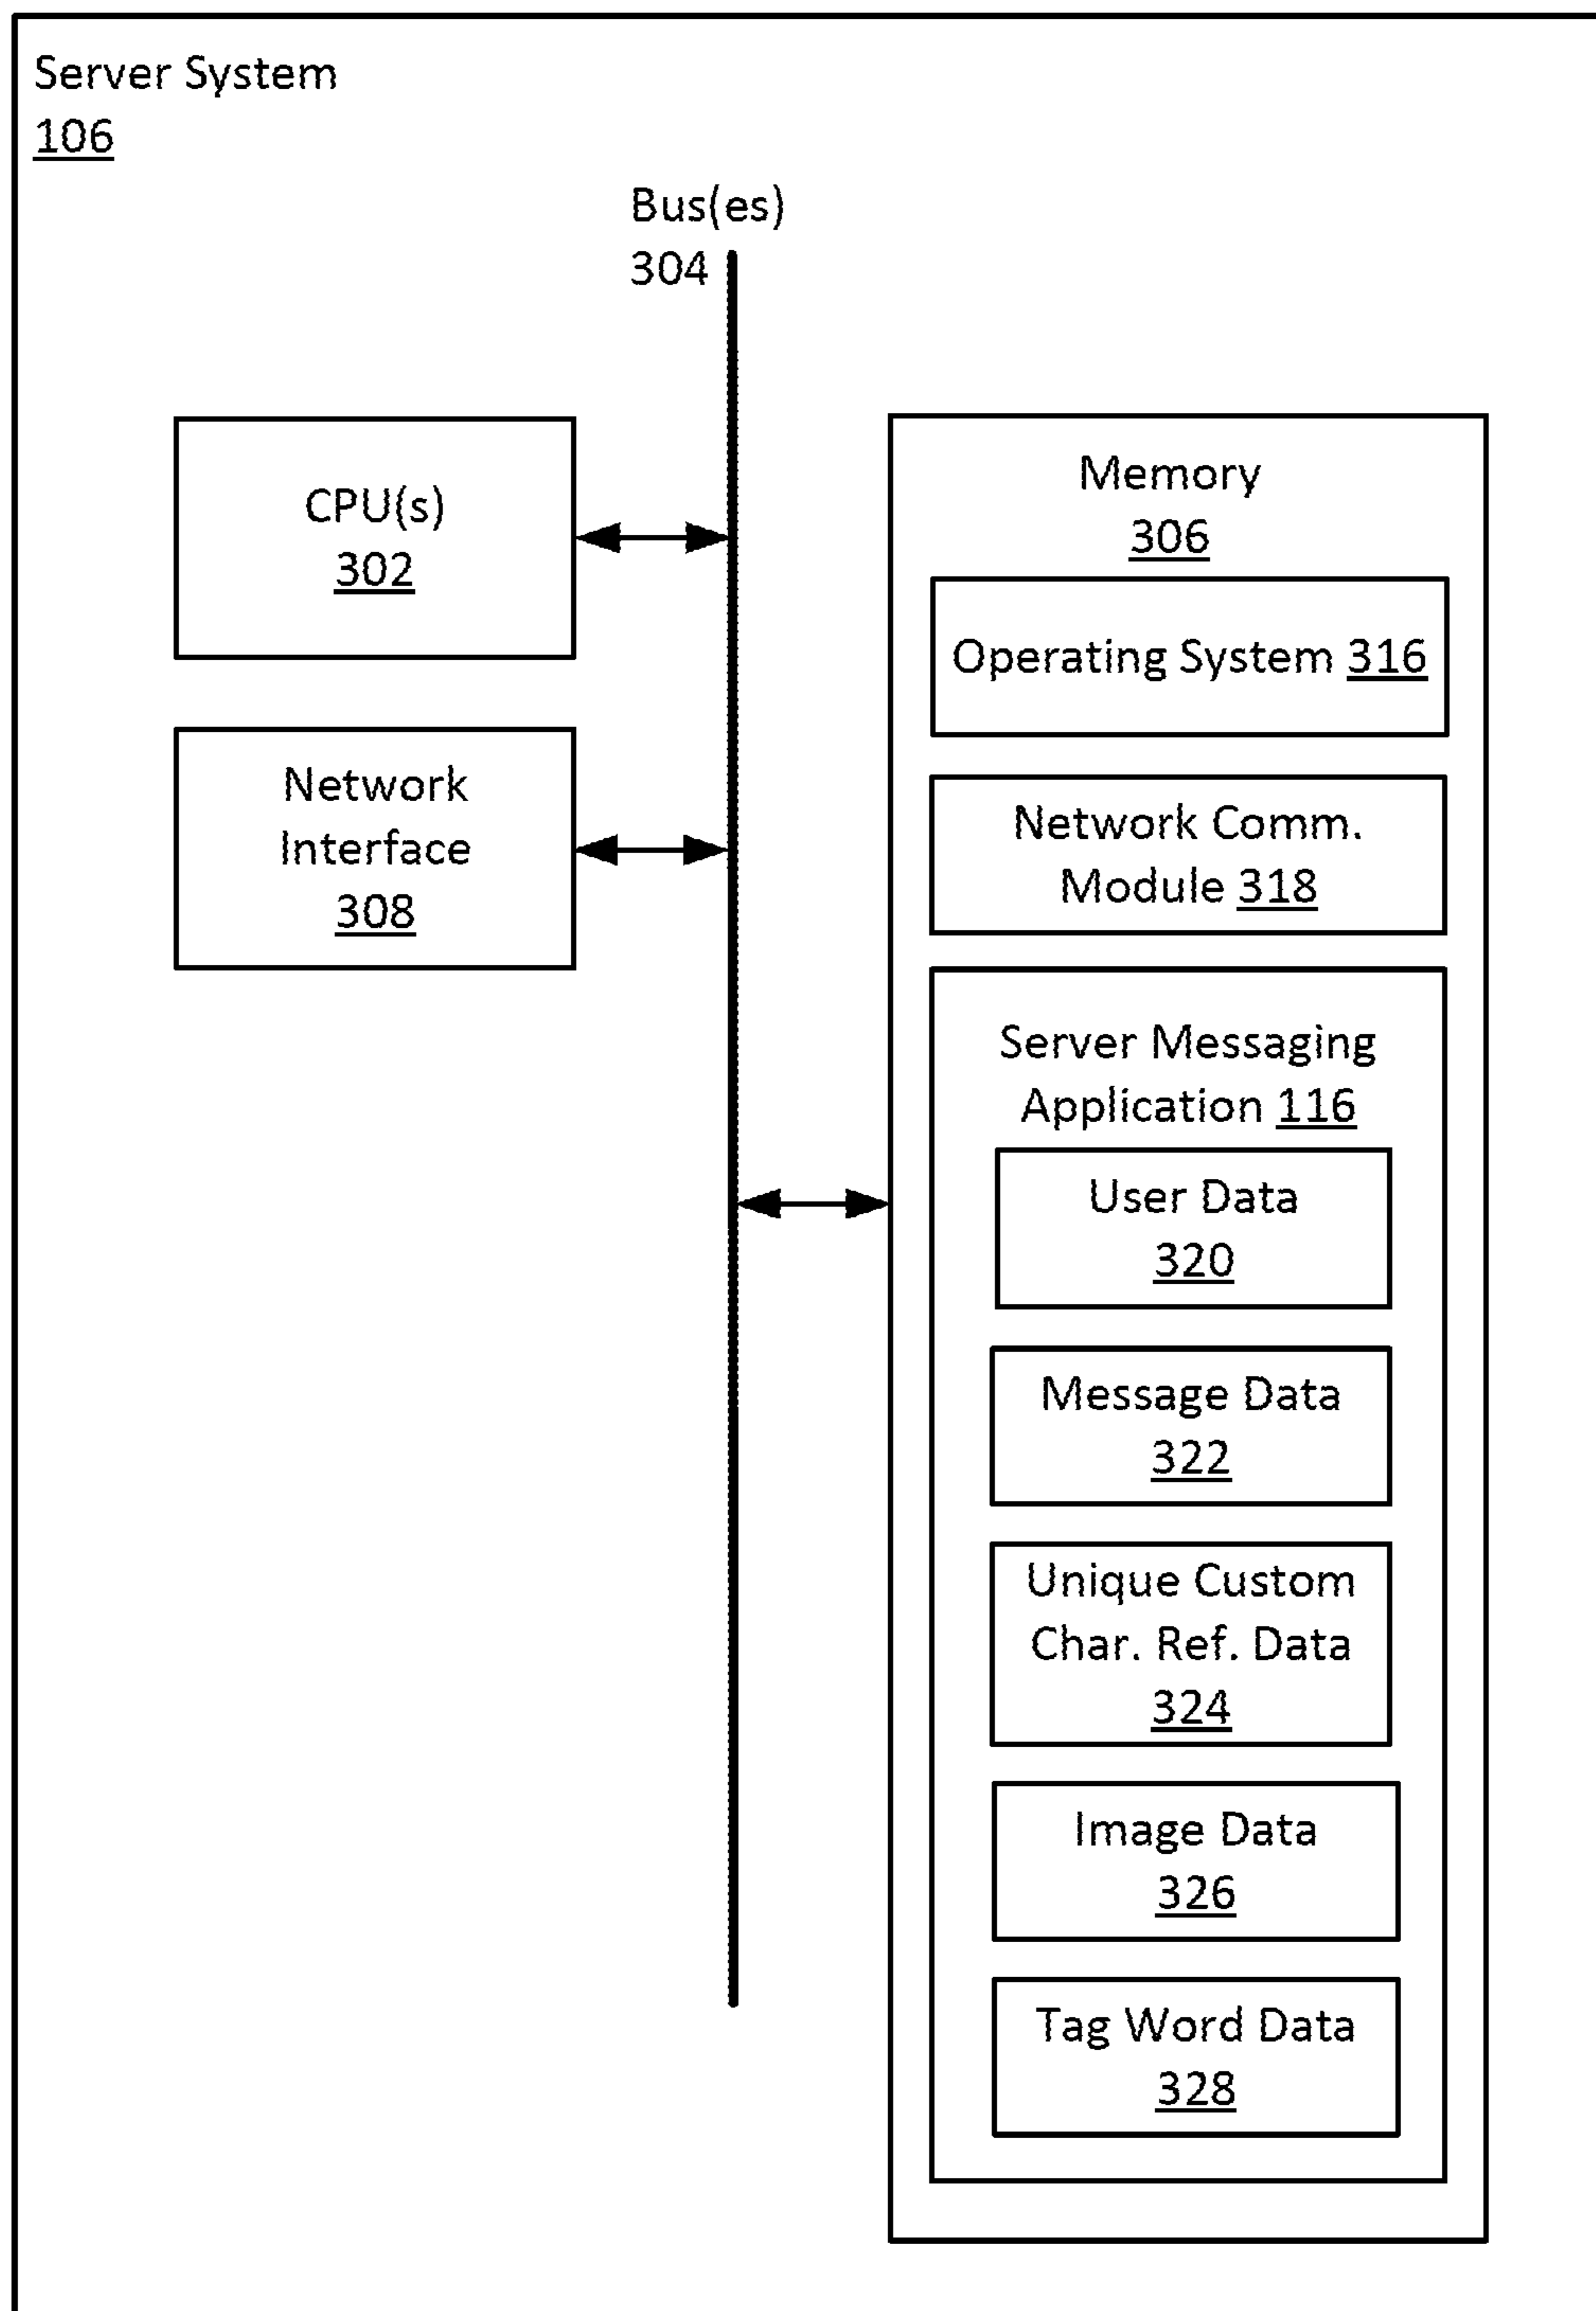 Server System
106
Bus(es)
304
CPU(s)
302
Network
Interface
308
Memory
306
Operating System 316
Network Comm.
Module 318
Server Messaging
Application 116
User Data
320
Message Data
322
Unique Custom
Char. Ref. Data
324
Image Data
326
Tag Word Data
328